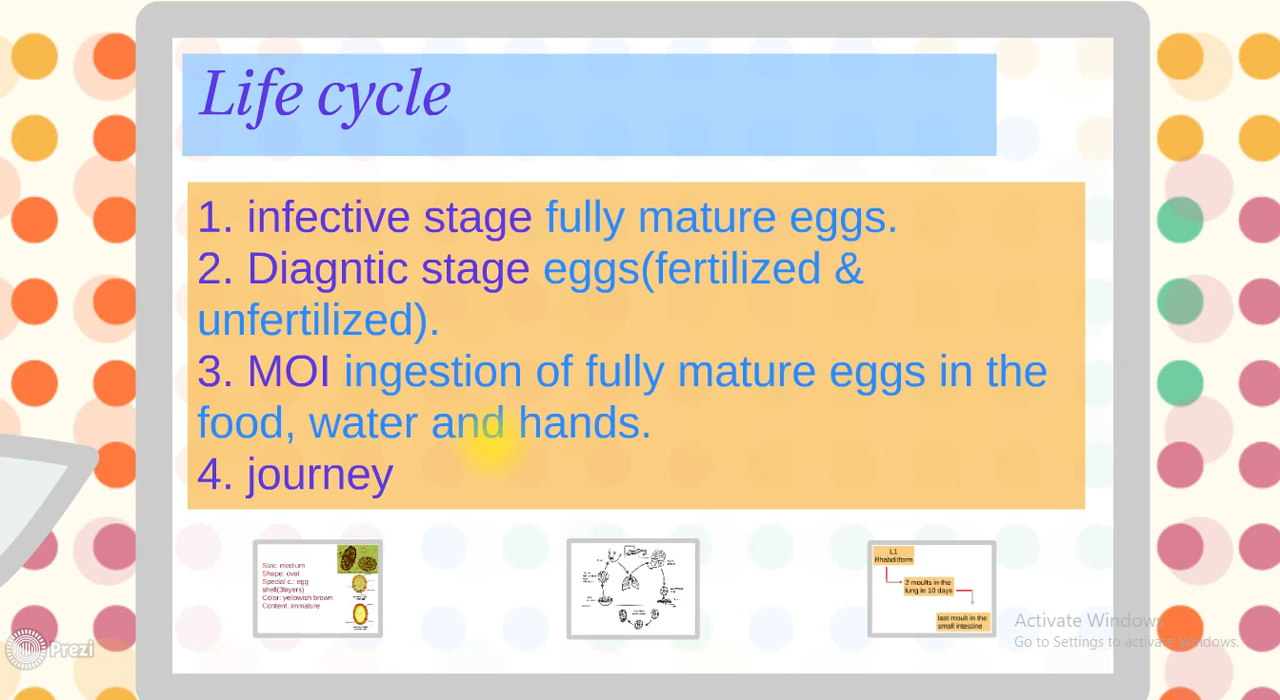 Life cycle
1. infective stage fully mature eggs.
2. Diagntic stage eggs(fertilized &
unfertilized).
3. MOI ingestion of fully mature eggs in the
food, water and hands.
4. journey
Size: medium
Shape: oval
Special c.: egg
shell(3layers)
Color: yellowish brown
Content: immature
L1
Rhabditform
2 moults in the
lung in 10 days
last moult in the
small intestine
Activate Windows
Go to Settings to activate Windows.
Prezi